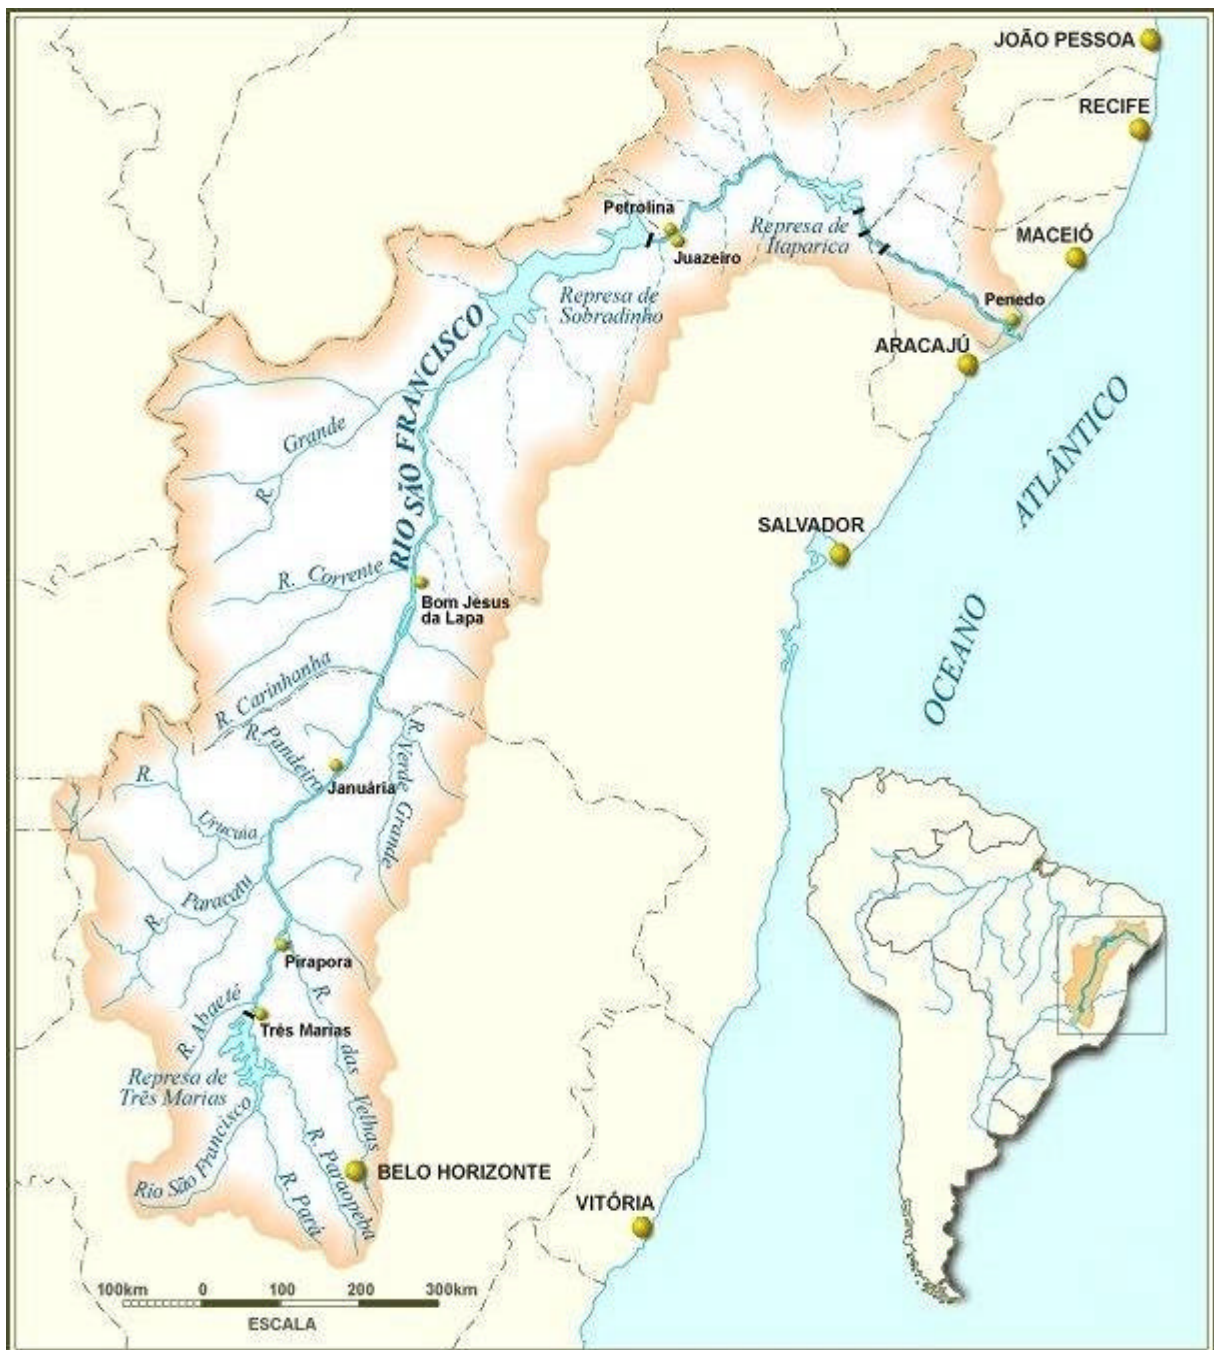 JOÃO PESSOA
RECIFE
Petrolina
Represa de
Itaparica
MACEIÓ
Juazeiro
Represa de
Sobradinho
Penedo
ARACAJÚ
RIO SÃO FRANCISCO
R. Grande
OCEANO ATLÂNTICO
SALVADOR
R. Corrente
Bom Jesus
da Lapa
R. Carinhanha
R. Pandeiro
R. Verde Grande
Januária
R. Urucuia
R. Paracatu
Pirapora
R. Abaeté
R. das Velhas
Três Marias
Represa de
Três Marias
Rio São Francisco
R. Paraopeba
R. Pará
BELO HORIZONTE
VITÓRIA
100km 0 100 200 300km
ESCALA